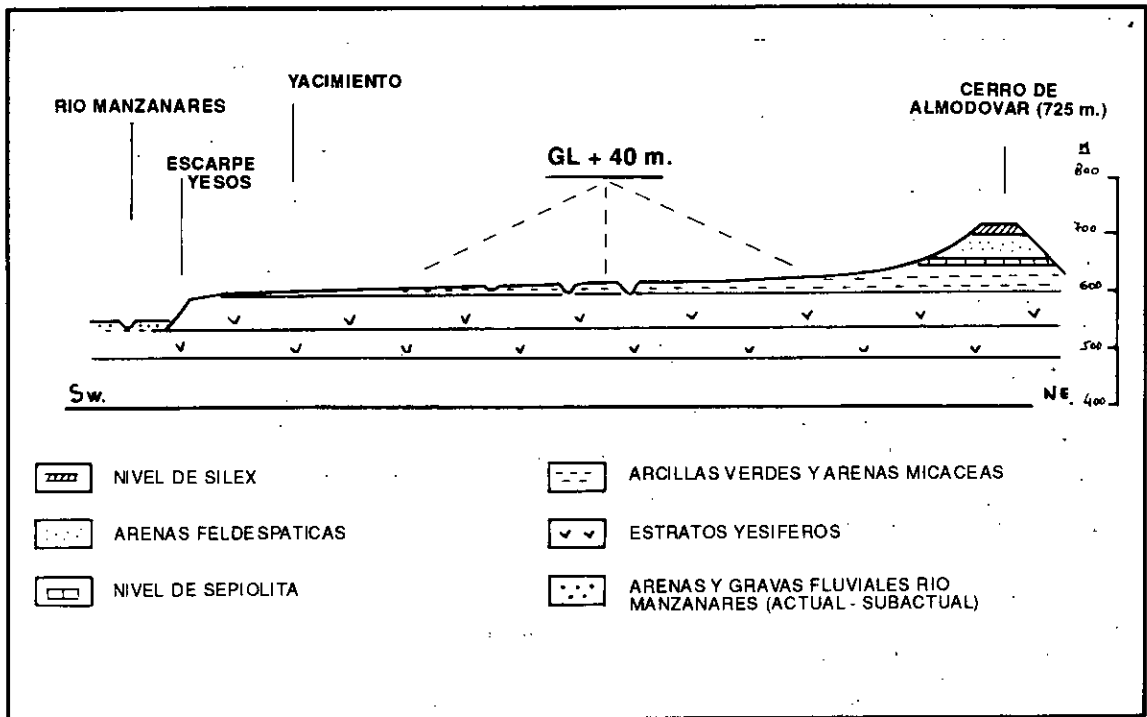 YACIMIENTO
RIO MANZANARES
CERRO DE
ALMODOVAR (725 m.)
ESCARPE
YESOS
GL + 40 m.
M
800
700
600
500
400
Sw.
NE.
NIVEL DE SILEX
ARENAS FELDESPATICAS
NIVEL DE SEPIOLITA
ARCILLAS VERDES Y ARENAS MICACEAS
ESTRATOS YESIFEROS
ARENAS Y GRAVAS FLUVIALES RIO
MANZANARES (ACTUAL - SUBACTUAL)